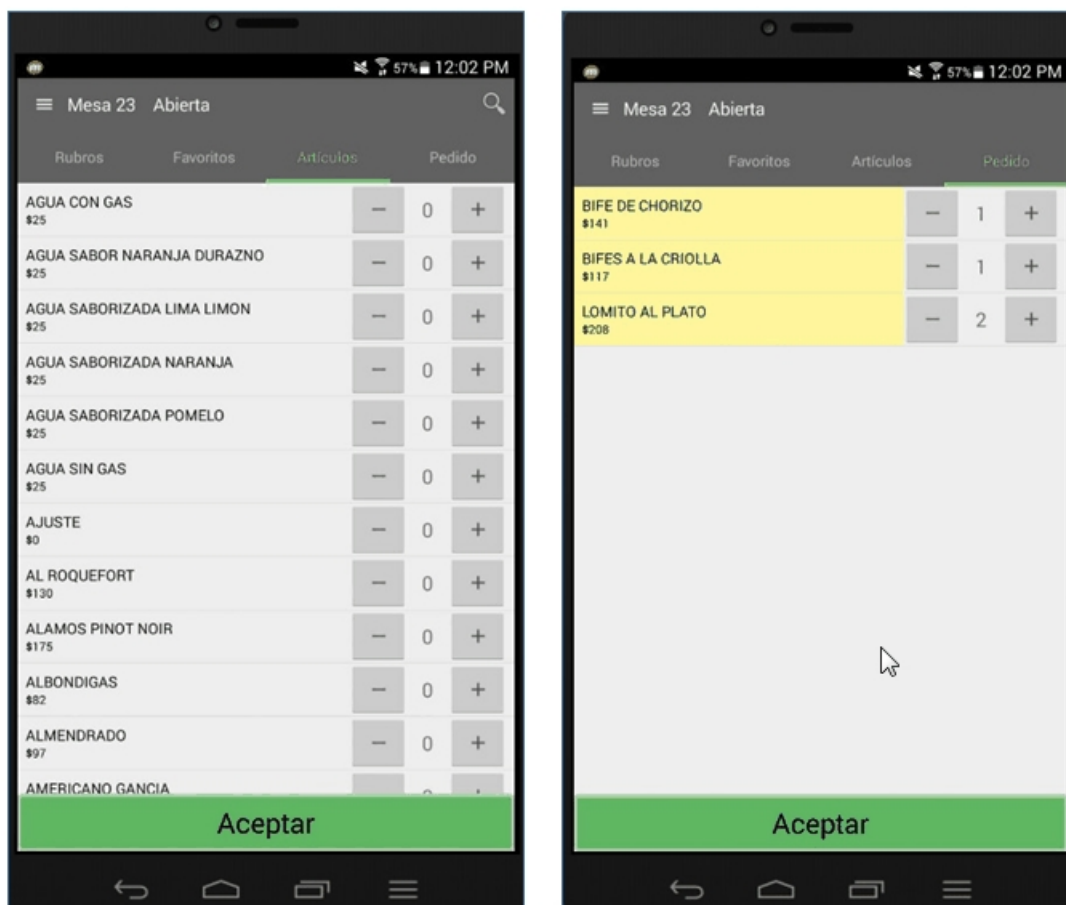 57% 12:02 PM
Mesa 23 Abierta
Rubros Favoritos Artículos Pedido
AGUA CON GAS
$25
— 0 +
AGUA SABOR NARANJA DURAZNO
$25
— 0 +
AGUA SABORIZADA LIMA LIMON
$25
— 0 +
AGUA SABORIZADA NARANJA
$25
— 0 +
AGUA SABORIZADA POMELO
$25
— 0 +
AGUA SIN GAS
$25
— 0 +
AJUSTE
$0
— 0 +
AL ROQUEFORT
$130
— 0 +
ALAMOS PINOT NOIR
$175
— 0 +
ALBONDIGAS
$82
— 0 +
ALMENDRADO
$97
— 0 +
AMERICANO GANCIA
Aceptar
57% 12:02 PM
Mesa 23 Abierta
Rubros Favoritos Artículos Pedido
BIFE DE CHORIZO
$141
— 1 +
BIFES A LA CRIOLLA
$117
— 1 +
LOMITO AL PLATO
$208
— 2 +
Aceptar